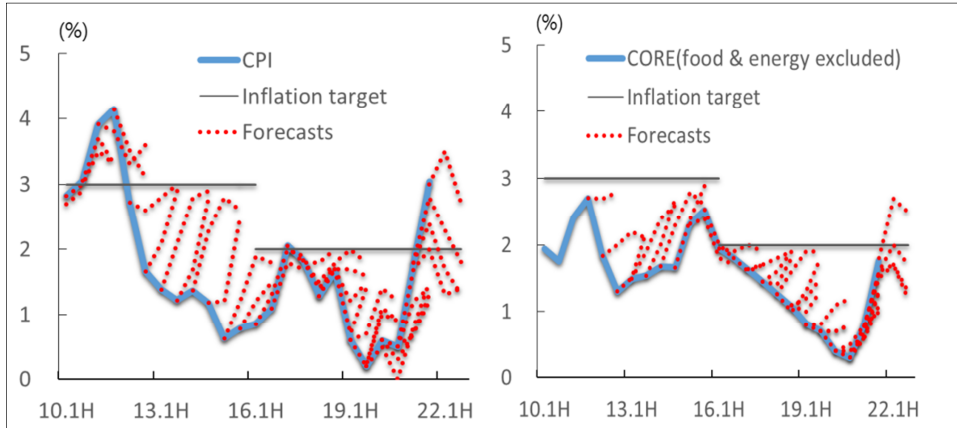 (%)
5
4
3
2
1
0
CPI
Inflation target
Forecasts
10.1H 13.1H 16.1H 19.1H 22.1H
(%)
5
4
3
2
1
0
CORE(food & energy excluded)
Inflation target
Forecasts
10.1H 13.1H 16.1H 19.1H 22.1H